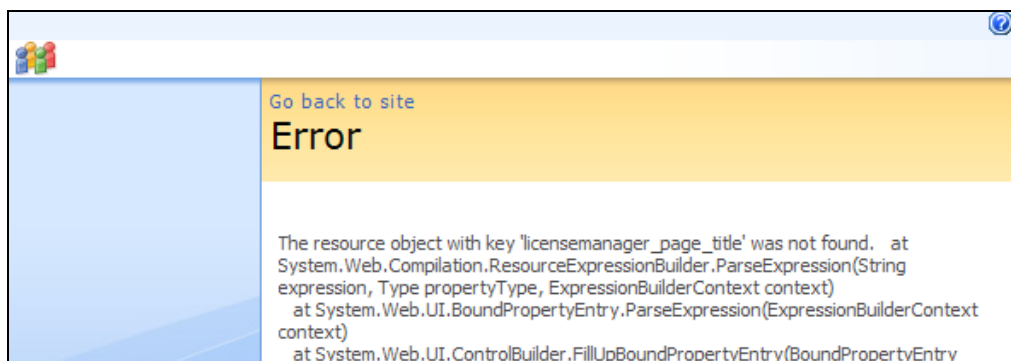 Go back to site
Error
The resource object with key 'licensemanager_page_title' was not found.   at
System.Web.Compilation.ResourceExpressionBuilder.ParseExpression(String
expression, Type propertyType, ExpressionBuilderContext context)
at System.Web.UI.BoundPropertyEntry.ParseExpression(ExpressionBuilderContext
context)
at System.Web.UI.ControlBuilder.FillUpBoundPropertyEntry(BoundPropertyEntry